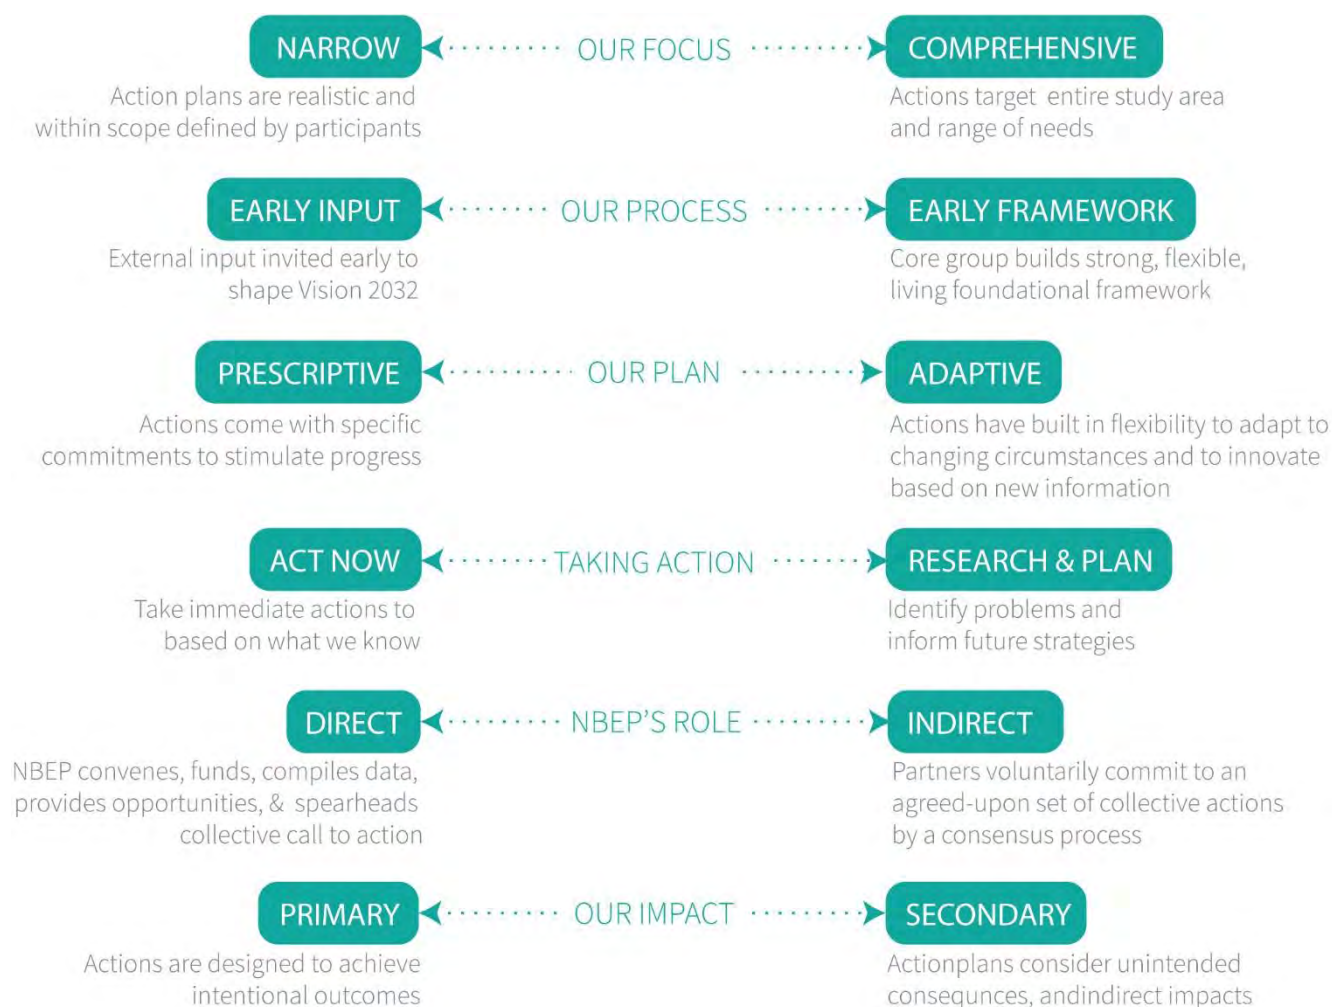 NARROW OUR FOCUS COMPREHENSIVE
Action plans are realistic and
within scope defined by participants
Actions target entire study area
and range of needs
EARLY INPUT OUR PROCESS EARLY FRAMEWORK
External input invited early to
shape Vision 2032
Core group builds strong, flexible,
living foundational framework
PRESCRIPTIVE OUR PLAN ADAPTIVE
Actions come with specific
commitments to stimulate progress
Actions have built in flexibility to adapt to
changing circumstances and to innovate
based on new information
ACT NOW TAKING ACTION RESEARCH & PLAN
Take immediate actions to
based on what we know
Identify problems and
inform future strategies
DIRECT NBEP'S ROLE INDIRECT
NBEP convenes, funds, compiles data,
provides opportunities, & spearheads
collective call to action
Partners voluntarily commit to an
agreed-upon set of collective actions
by a consensus process
PRIMARY OUR IMPACT SECONDARY
Actions are designed to achieve
intentional outcomes
Actionplans consider unintended
consequnces, andindirect impacts